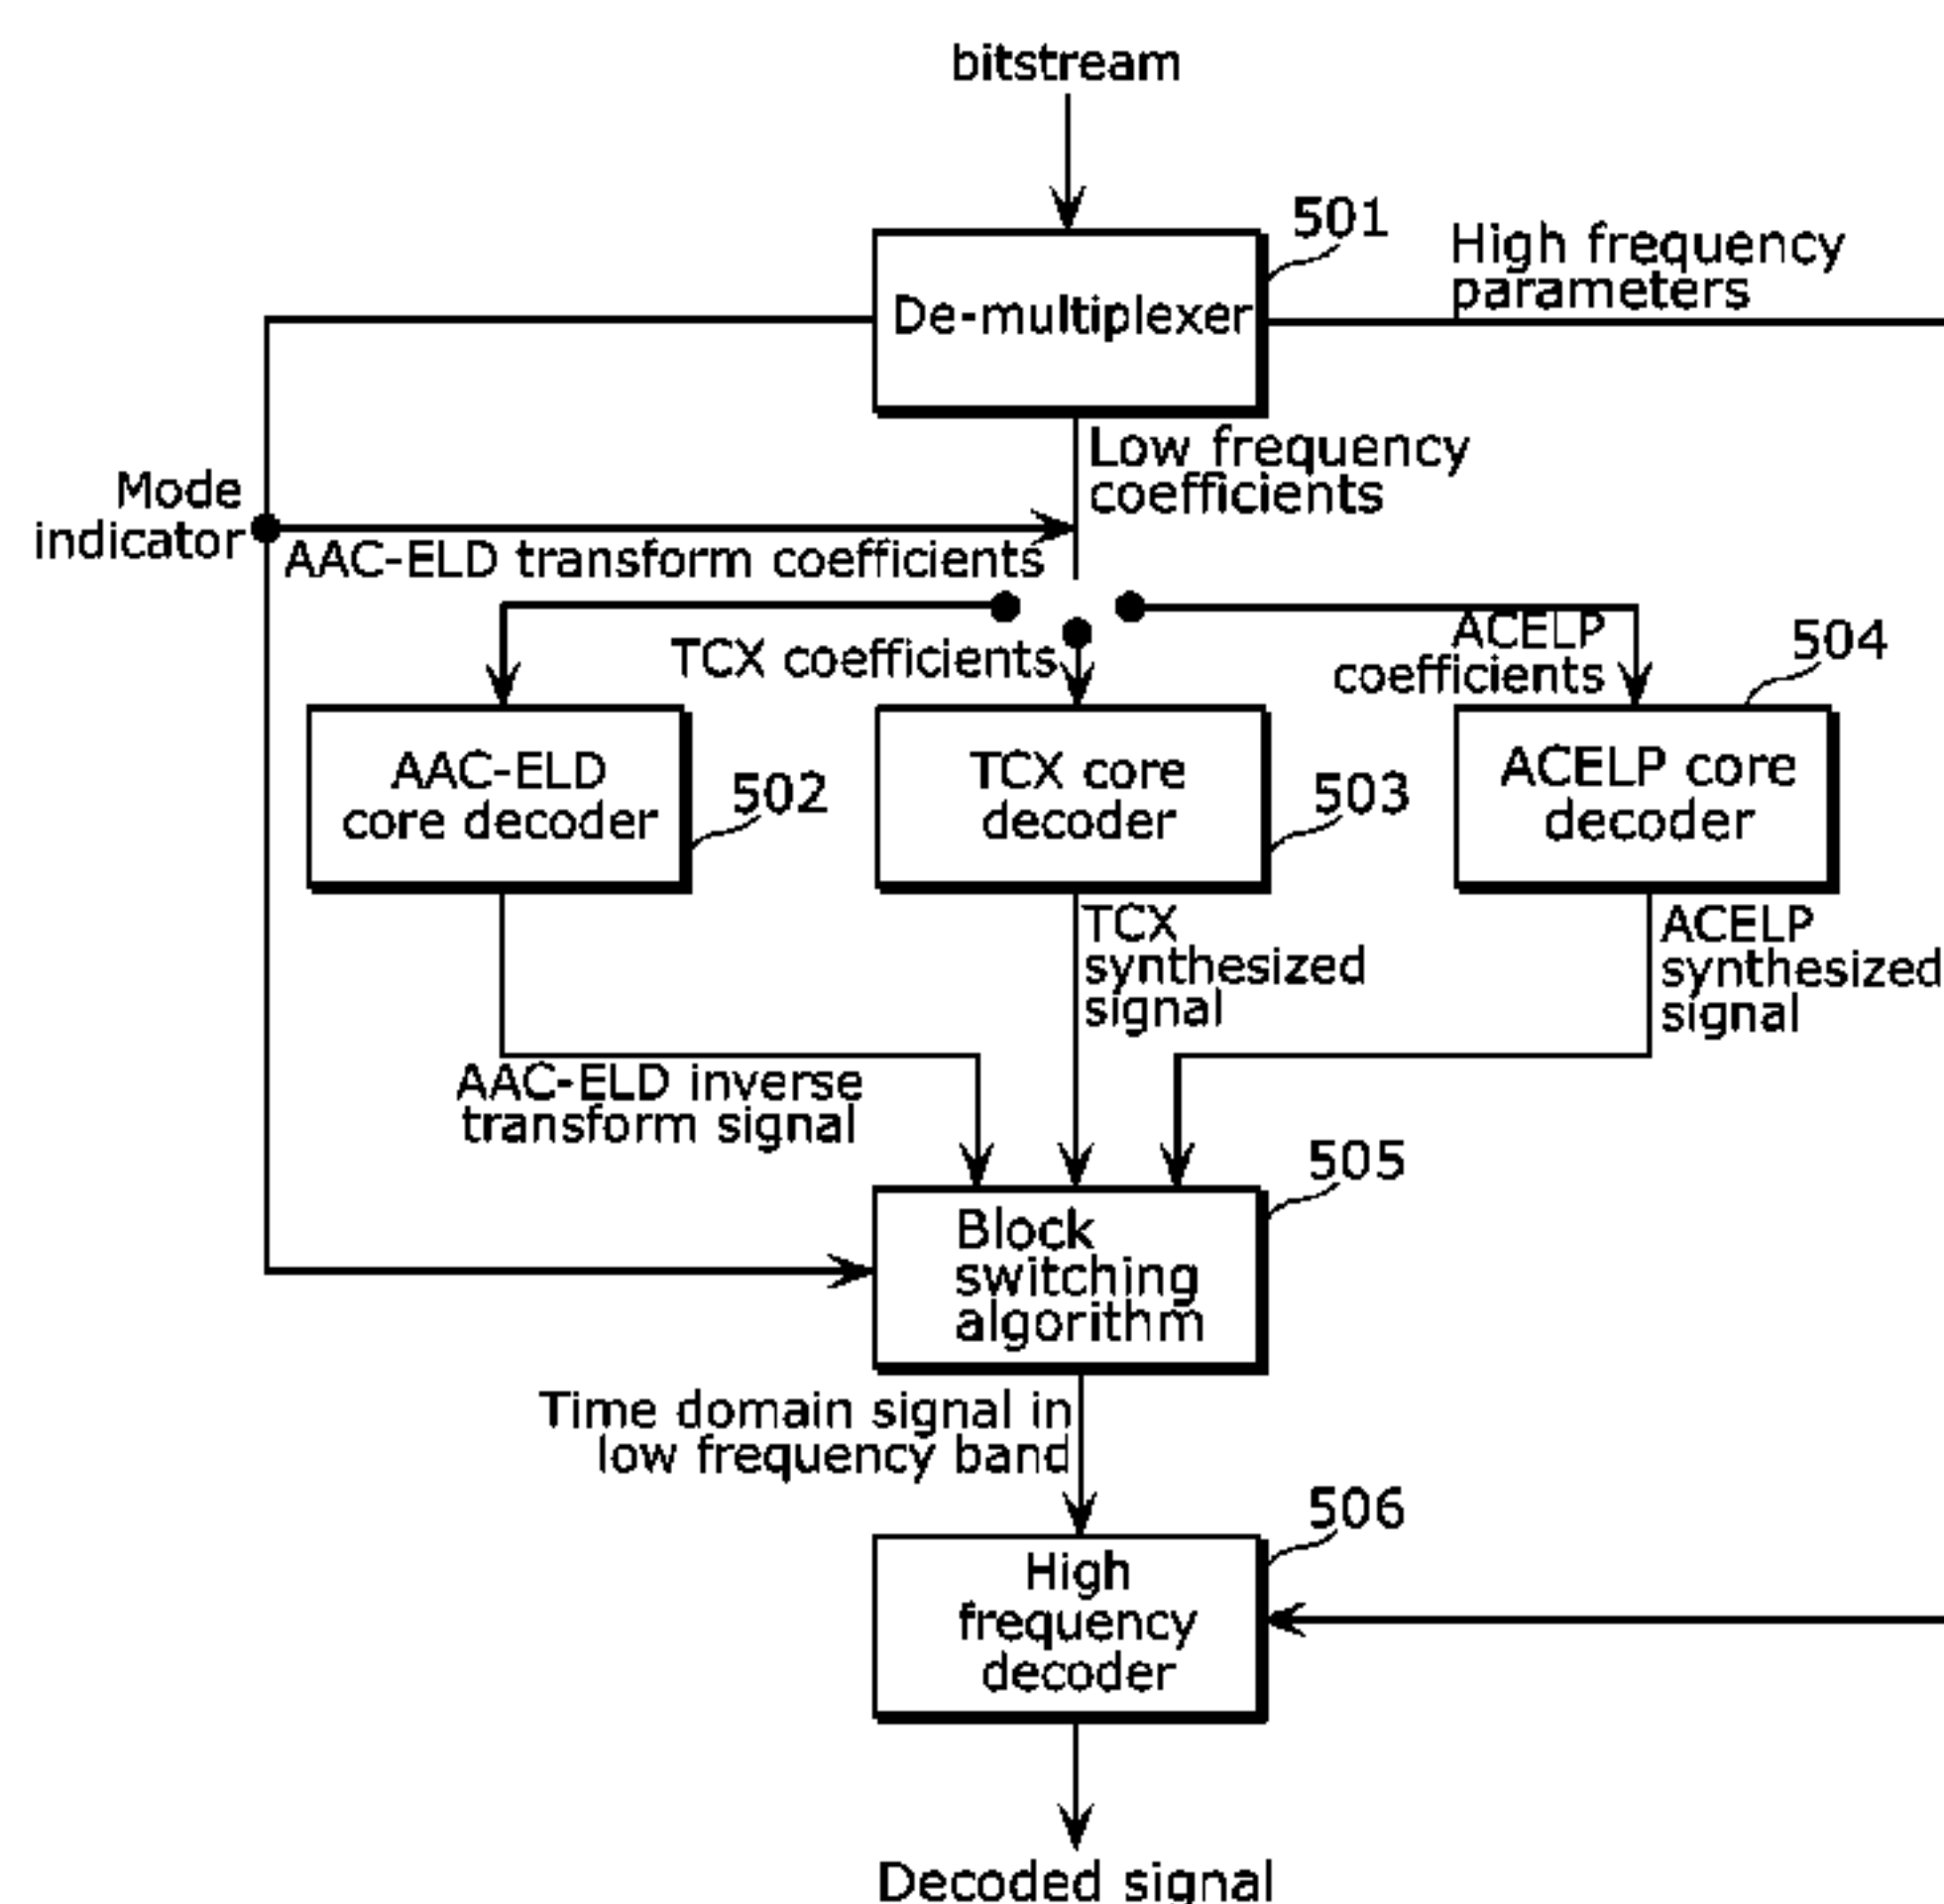 bitstream
501
High frequency
parameters
De-multiplexer
Low frequency
coefficients
Mode
indicator
AAC-ELD transform coefficients
TCX coefficients
ACELP
coefficients
504
AAC-ELD
core decoder
502
TCX core
decoder
503
ACELP core
decoder
TCX
synthesized
signal
ACELP
synthesized
signal
AAC-ELD inverse
transform signal
505
Block
switching
algorithm
Time domain signal in
low frequency band
506
High
frequency
decoder
Decoded signal